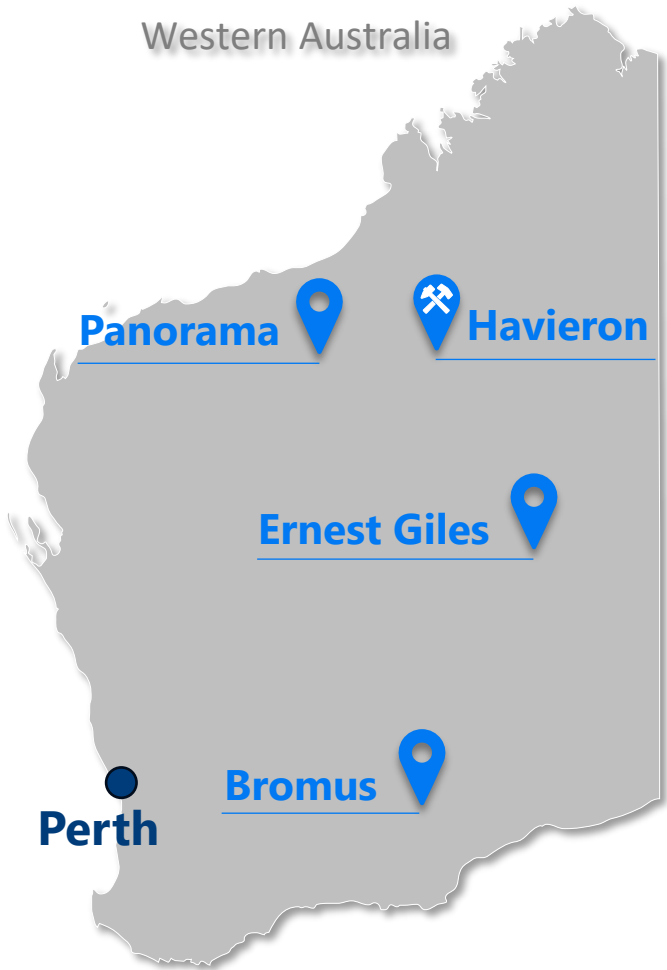 Western Australia
Panorama
Havieron
Ernest Giles
Bromus
Perth